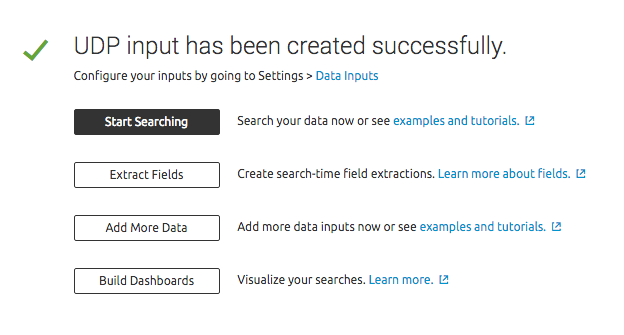 UDP input has been created successfully.
Configure your inputs by going to Settings > Data Inputs
Start Searching Search your data now or see examples and tutorials.
Extract Fields Create search-time field extractions. Learn more about fields.
Add More Data Add more data inputs now or see examples and tutorials.
Build Dashboards Visualize your searches. Learn more.